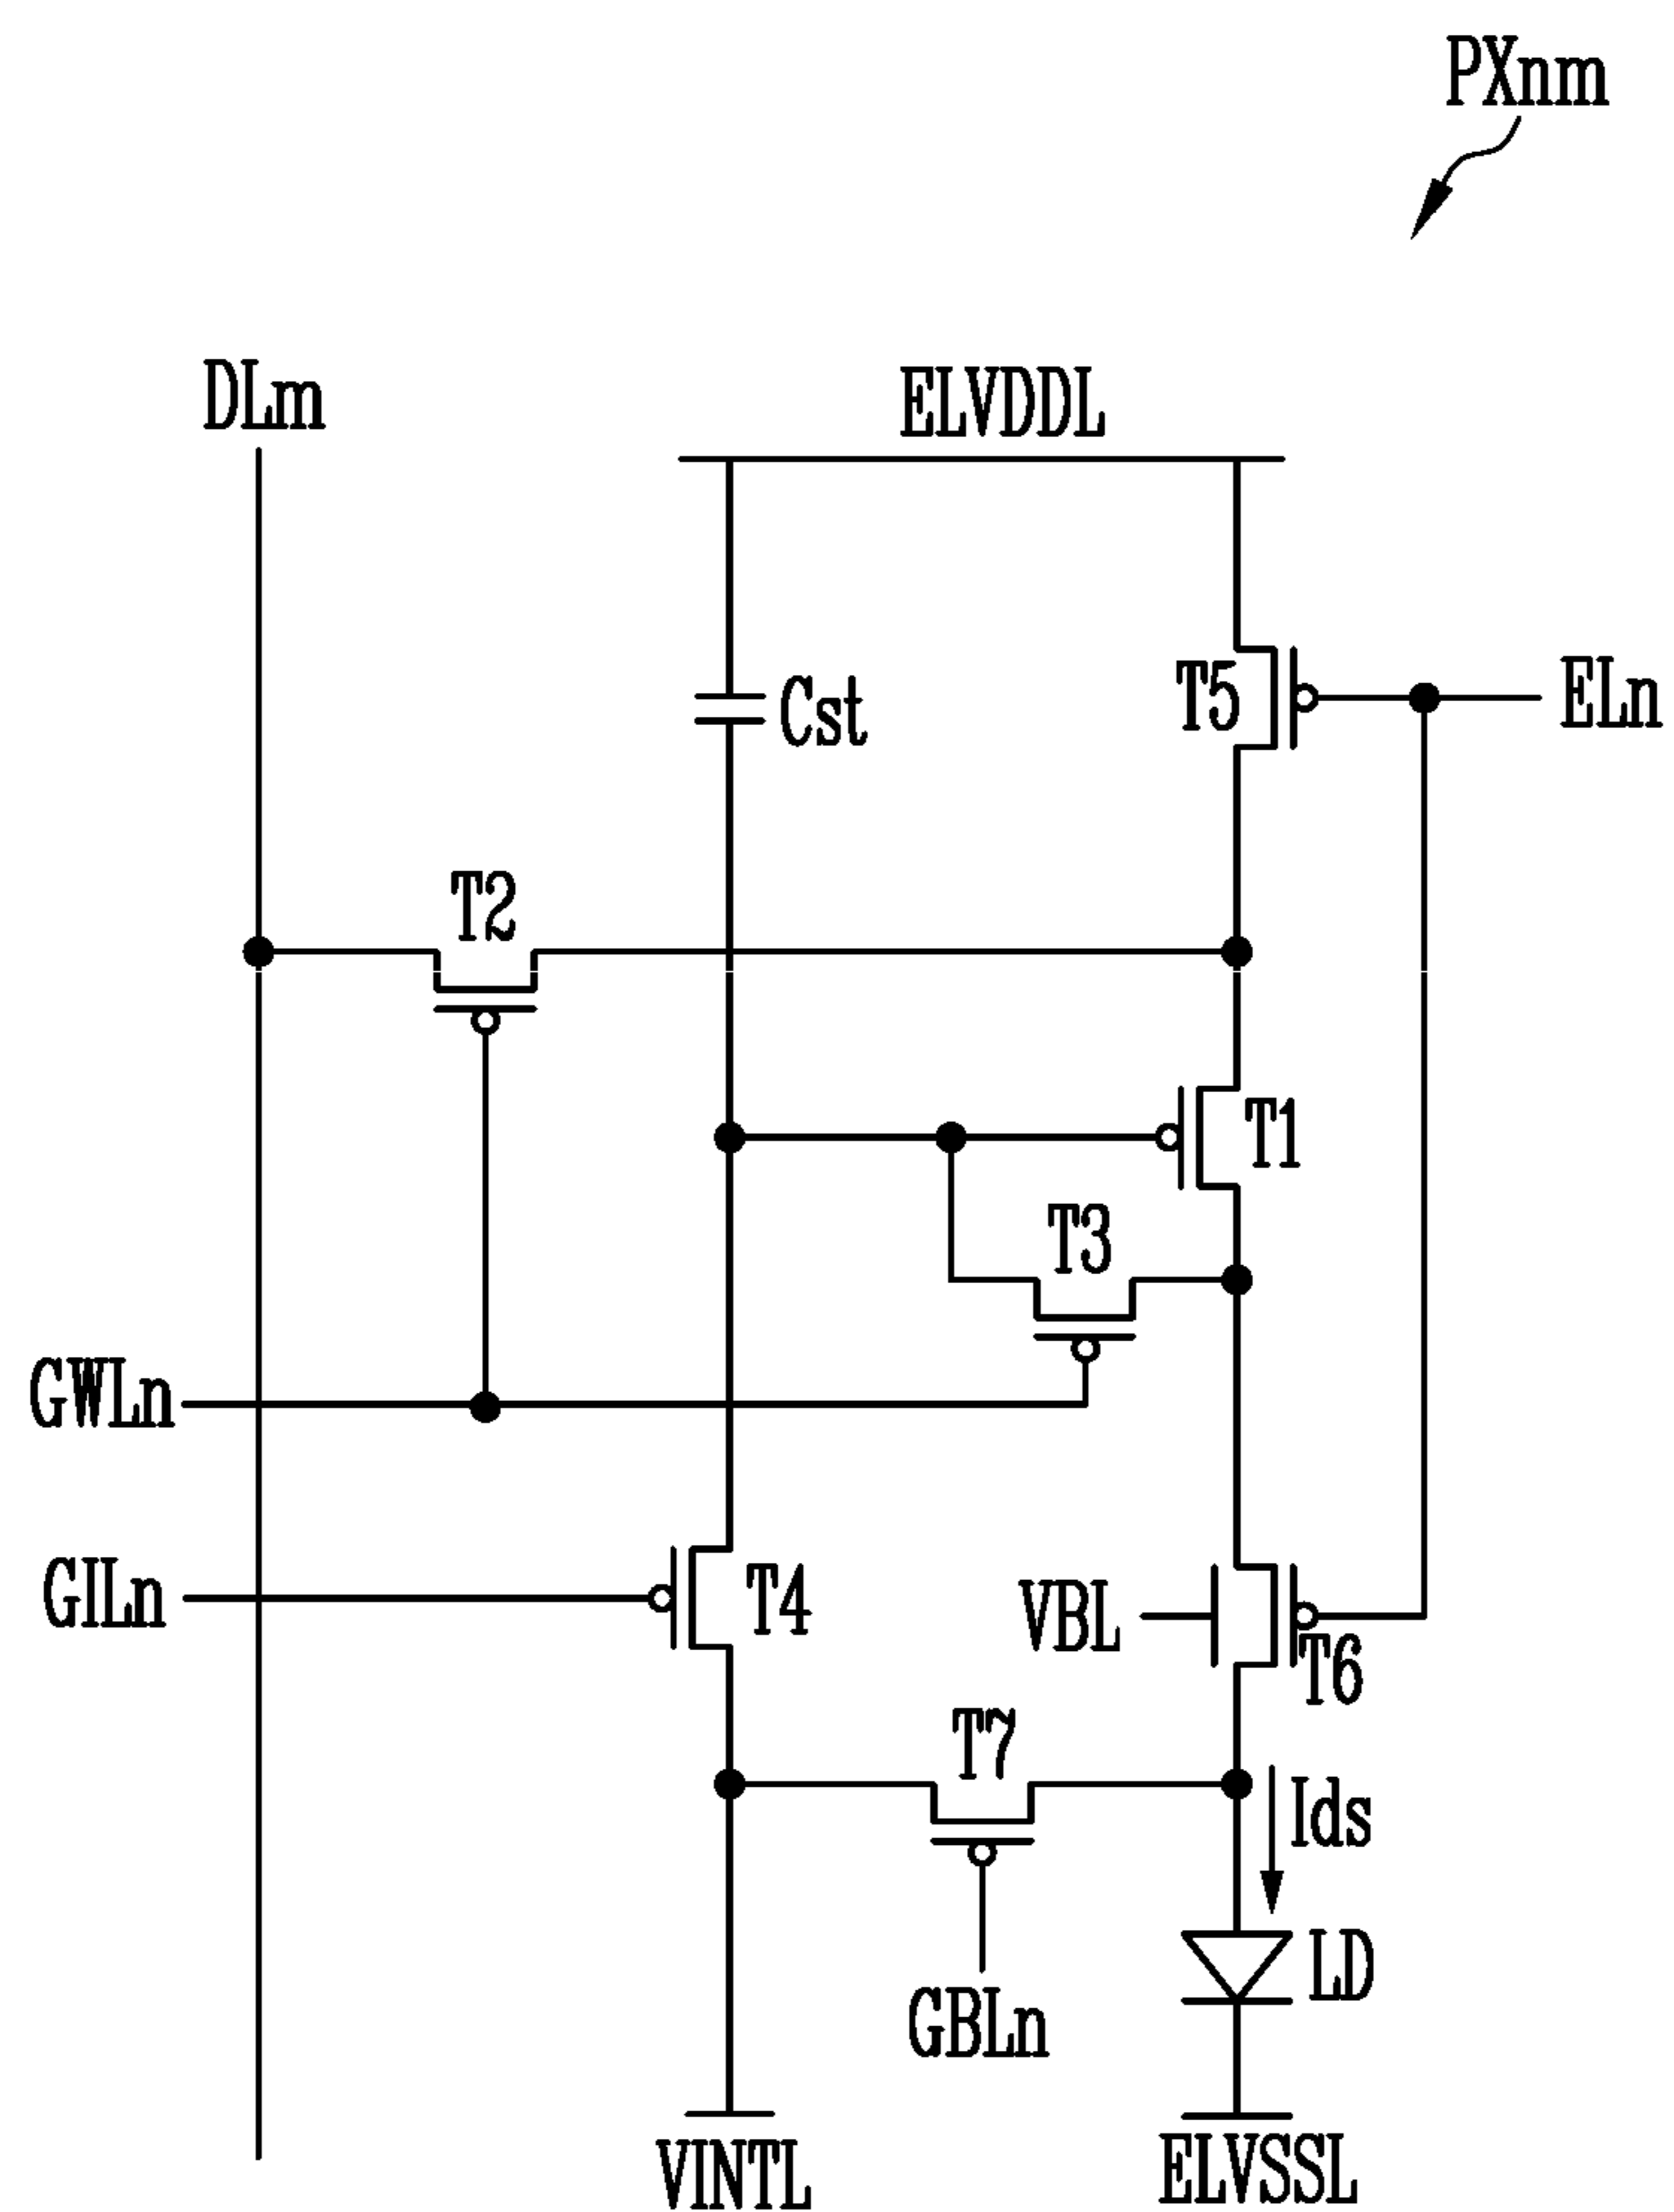 PXnm
DLm
ELVDDL
Cst
T5
ELn
T2
T1
T3
GWLn
GILn
T4
VBL
T6
T7
Ids
LD
GBLn
VINTL
ELVSSL